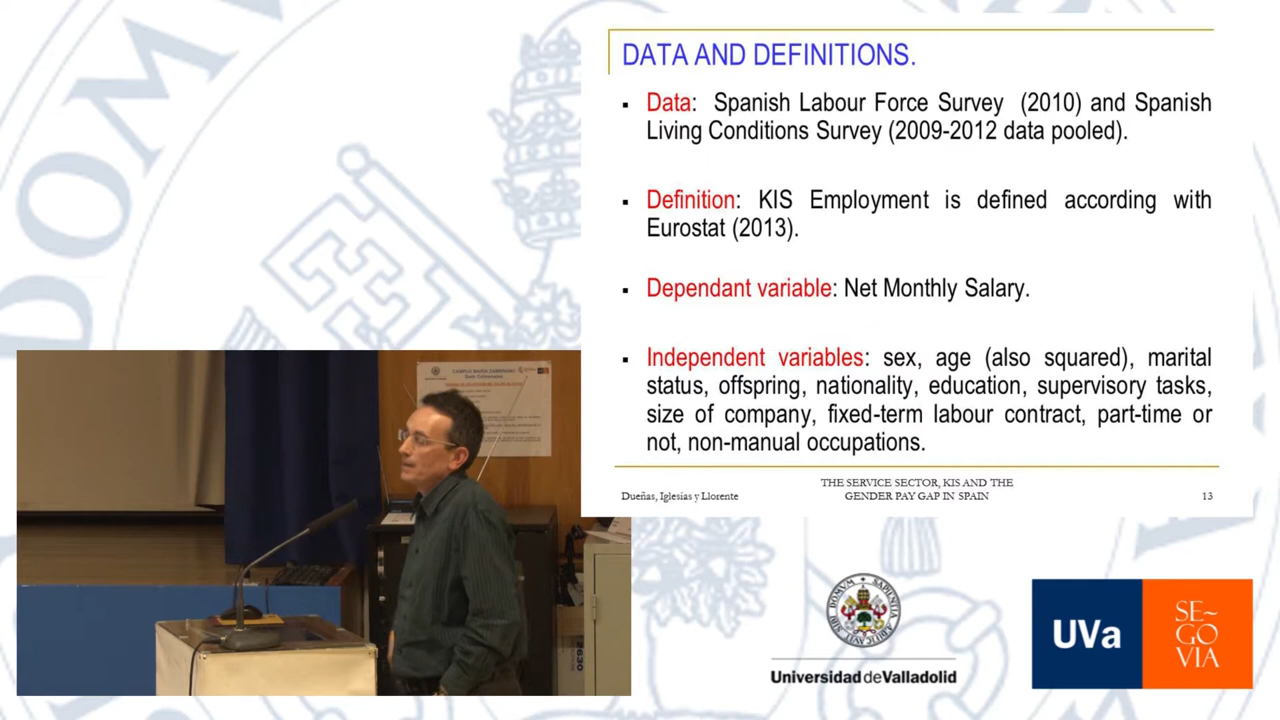 DATA AND DEFINITIONS.
▪ Data: Spanish Labour Force Survey (2010) and Spanish
Living Conditions Survey (2009-2012 data pooled).
▪ Definition: KIS Employment is defined according with
Eurostat (2013).
▪ Dependant variable: Net Monthly Salary.
▪ Independent variables: sex, age (also squared), marital
status, offspring, nationality, education, supervisory tasks,
size of company, fixed-term labour contract, part-time or
not, non-manual occupations.
Dueñas, Iglesias y Llorente
THE SERVICE SECTOR, KIS AND THE
GENDER PAY GAP IN SPAIN
13
CAMPUS MARÍA ZAMBRANO
2630
Universidad de Valladolid
UVa
SE~
GO
VIA